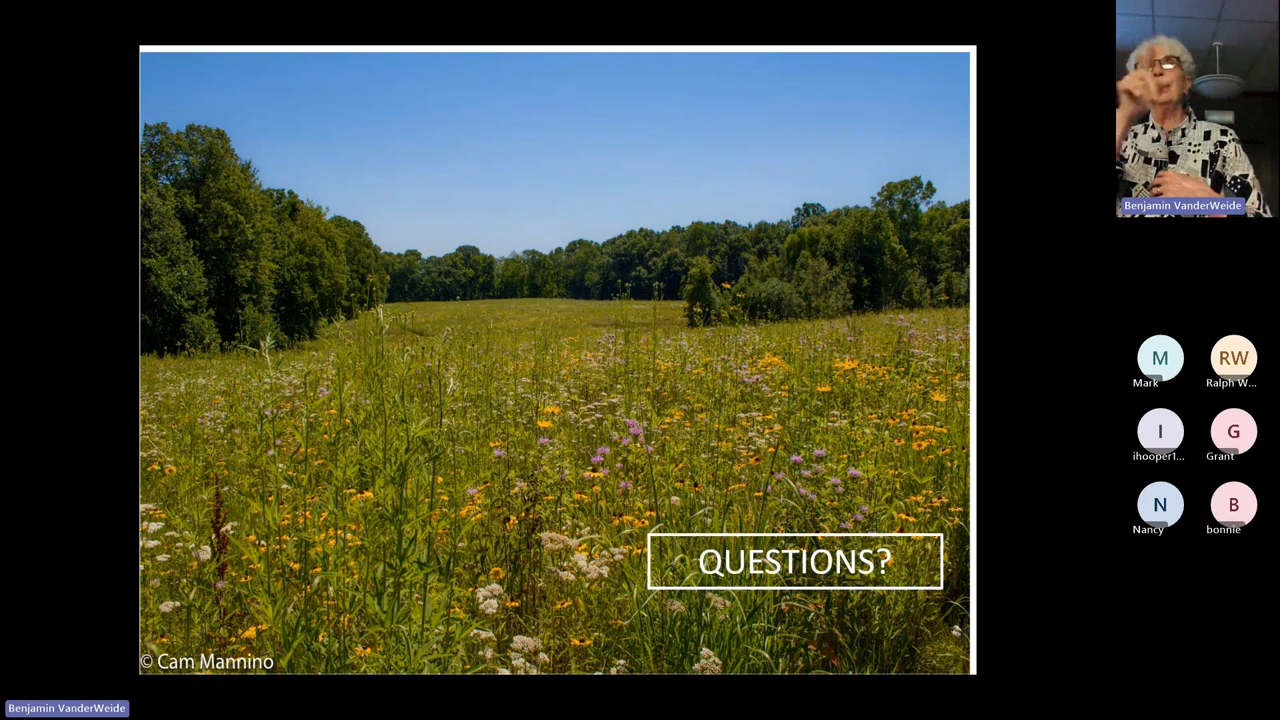 Benjamin VanderWeide
M
RW
Mark
Ralph W...
I
G
ihooper1...
Grant
N
B
Nancy
bonnie
QUESTIONS?
© Cam Mannino
Benjamin VanderWeide